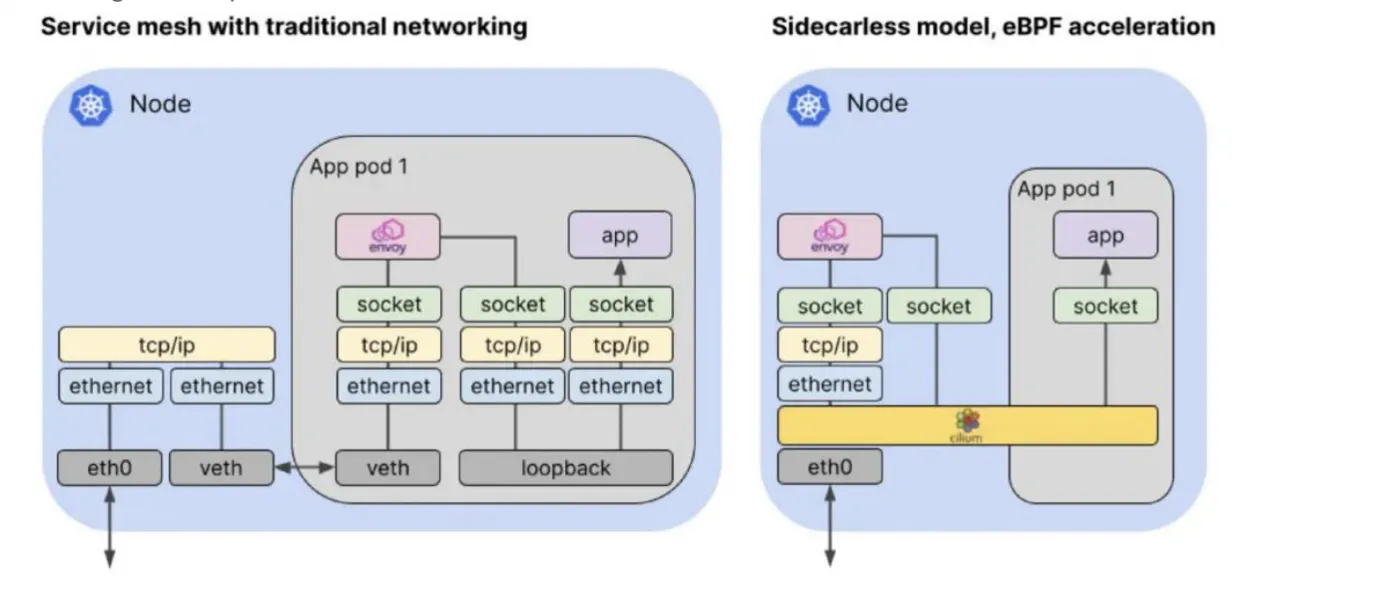 Service mesh with traditional networking
Node
App pod 1
envoy
app
socket
socket
socket
tcp/ip
tcp/ip
tcp/ip
tcp/ip
ethernet
ethernet
ethernet
ethernet
ethernet
eth0
veth
veth
loopback
Sidecarless model, eBPF acceleration
Node
App pod 1
envoy
app
socket
socket
socket
tcp/ip
ethernet
cilium
eth0